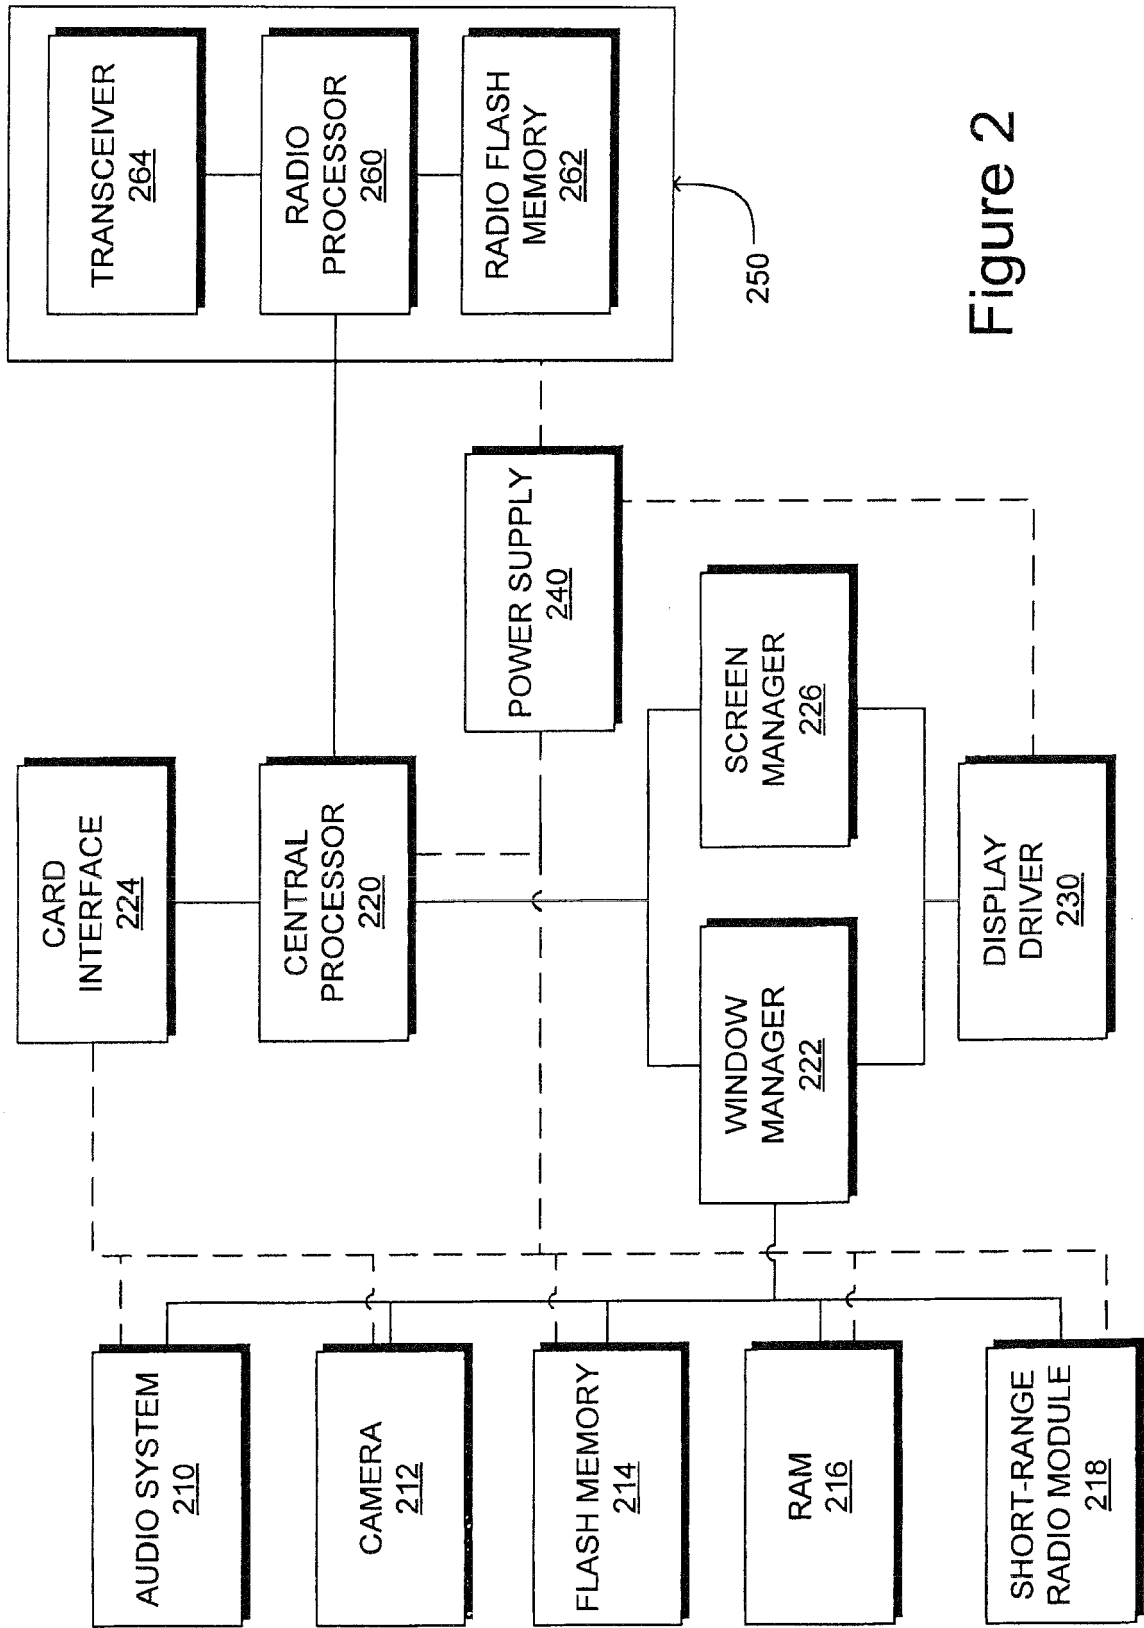 AUDIO SYSTEM
210
CAMERA
212
FLASH MEMORY
214
RAM
216
SHORT-RANGE
RADIO MODULE
218
CARD
INTERFACE
224
CENTRAL
PROCESSOR
220
WINDOW
MANAGER
222
SCREEN
MANAGER
226
DISPLAY
DRIVER
230
POWER SUPPLY
240
TRANSCEIVER
264
RADIO
PROCESSOR
260
RADIO FLASH
MEMORY
262
250
Figure 2